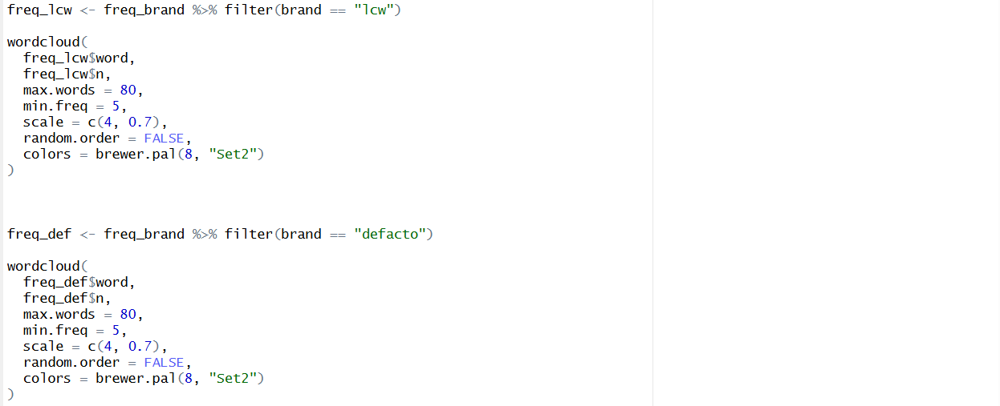 freq_lcw <- freq_brand %>% filter(brand == "lcw")
wordcloud(
  freq_lcw$word,
  freq_lcw$n,
  max.words = 80,
  min.freq = 5,
  scale = c(4, 0.7),
  random.order = FALSE,
  colors = brewer.pal(8, "Set2")
)
freq_def <- freq_brand %>% filter(brand == "defacto")
wordcloud(
  freq_def$word,
  freq_def$n,
  max.words = 80,
  min.freq = 5,
  scale = c(4, 0.7),
  random.order = FALSE,
  colors = brewer.pal(8, "Set2")
)